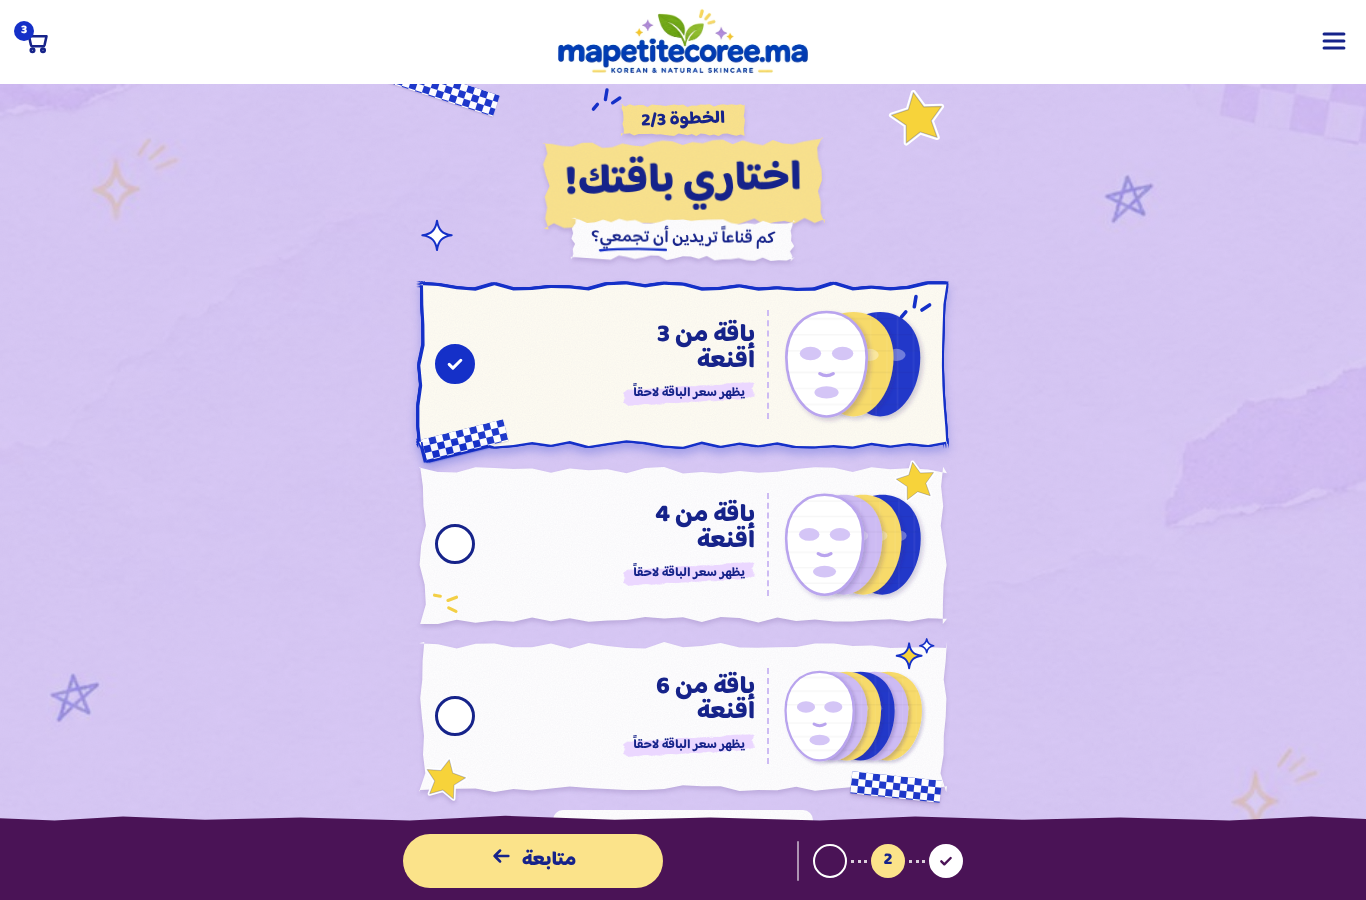 3
mapetitecoree.ma
KOREAN & NATURAL SKINCARE
الخطوة 2/3
اختاري باقتك!
كم قناعاً تريدين أن تجمعي؟
باقة من 3
أقنعة
يظهر سعر الباقة لاحقاً
باقة من 4
أقنعة
يظهر سعر الباقة لاحقاً
باقة من 6
أقنعة
يظهر سعر الباقة لاحقاً
2
متابعة